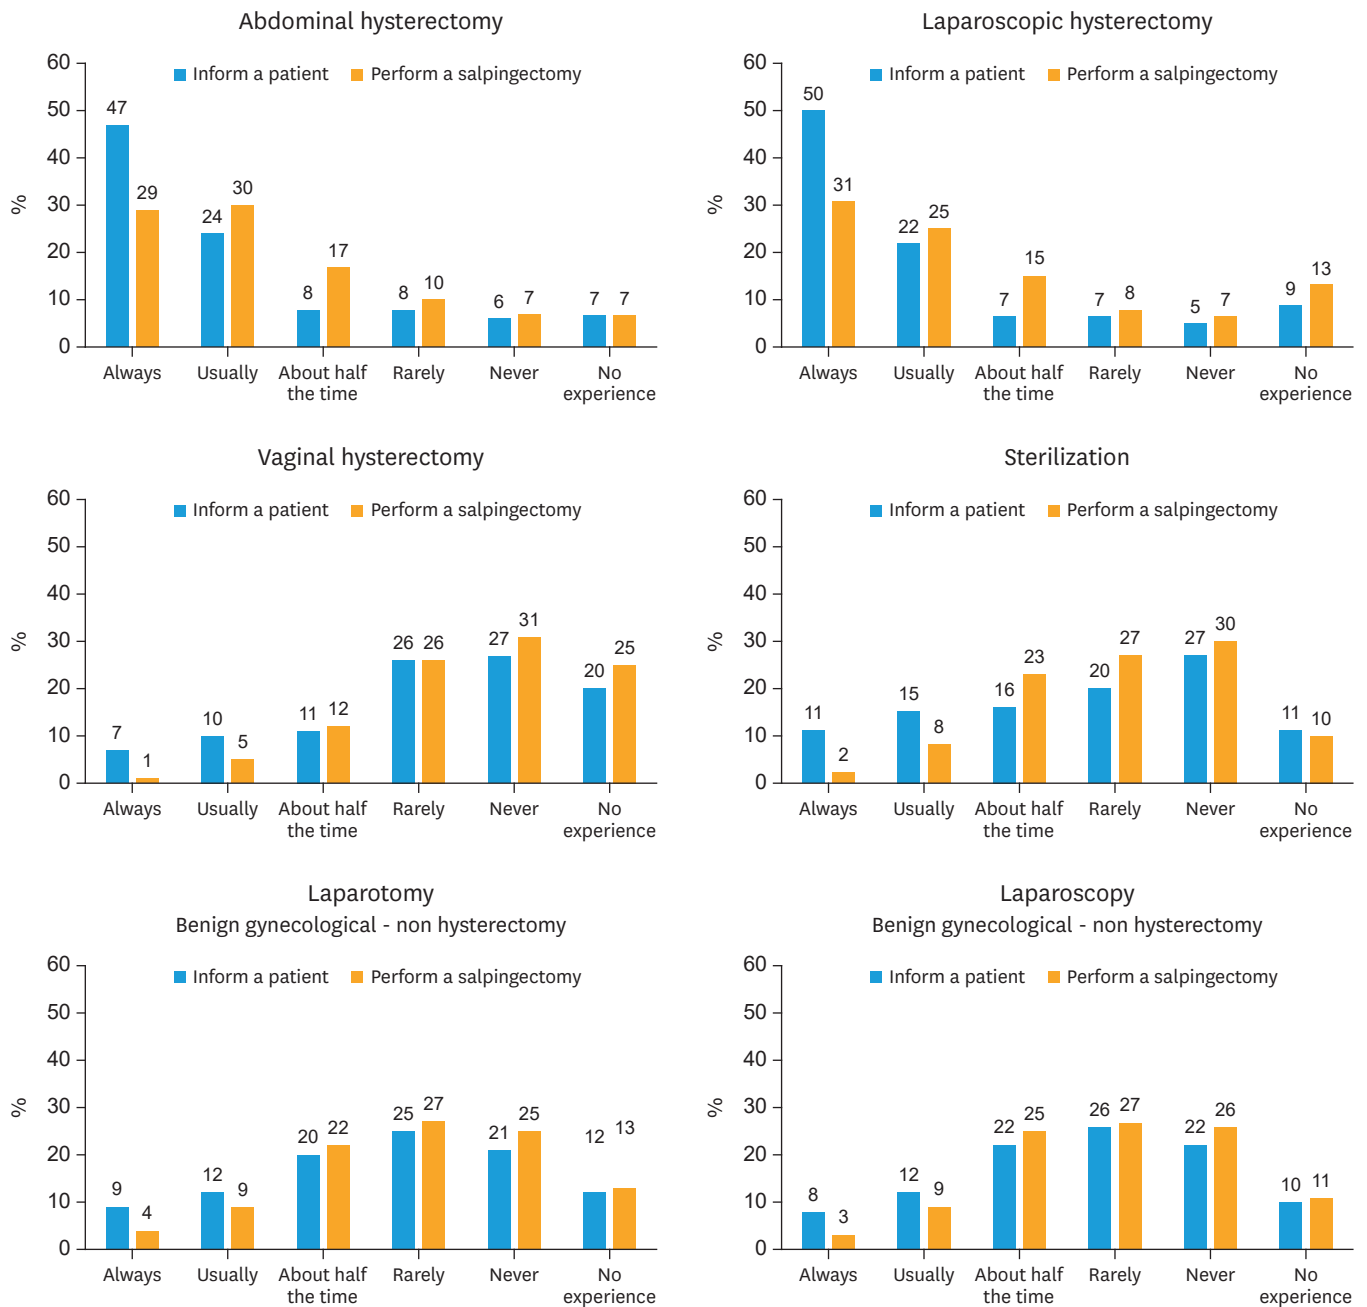 Abdominal hysterectomy
Inform a patient Perform a salpingectomy
%
60
50
40
30
20
10
0
47 29 24 30 8 17 8 10 6 7 7 7
Always Usually About half the time Rarely Never No experience
Laparoscopic hysterectomy
Inform a patient Perform a salpingectomy
%
60
50
40
30
20
10
0
50 31 22 25 7 15 7 8 5 7 9 13
Always Usually About half the time Rarely Never No experience
Vaginal hysterectomy
Inform a patient Perform a salpingectomy
%
60
50
40
30
20
10
0
7 1 10 5 11 12 26 26 27 31 20 25
Always Usually About half the time Rarely Never No experience
Sterilization
Inform a patient Perform a salpingectomy
%
60
50
40
30
20
10
0
11 2 15 8 16 23 20 27 27 30 11 10
Always Usually About half the time Rarely Never No experience
Laparotomy
Benign gynecological - non hysterectomy
Inform a patient Perform a salpingectomy
%
60
50
40
30
20
10
0
9 4 12 9 20 22 25 27 21 25 12 13
Always Usually About half the time Rarely Never No experience
Laparoscopy
Benign gynecological - non hysterectomy
Inform a patient Perform a salpingectomy
%
60
50
40
30
20
10
0
8 3 12 9 22 25 26 27 22 26 10 11
Always Usually About half the time Rarely Never No experience